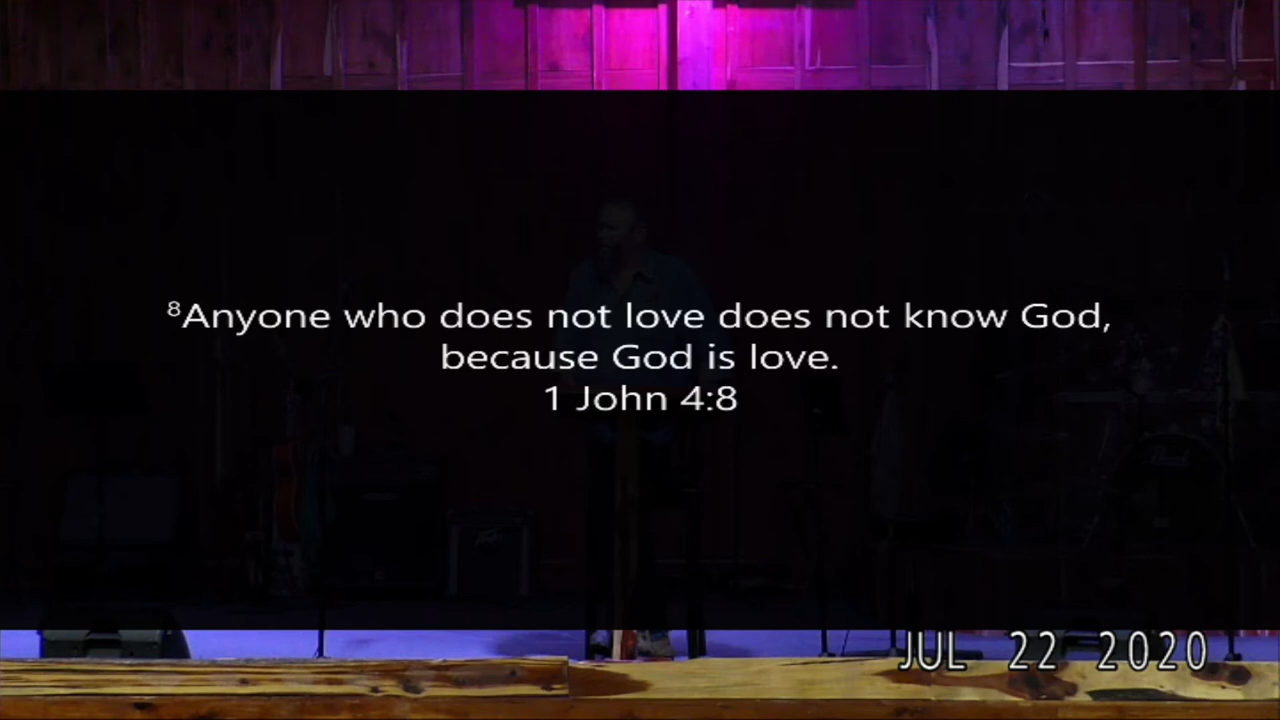 ⁸Anyone who does not love does not know God,
because God is love.
1 John 4:8
JUL 22 2020